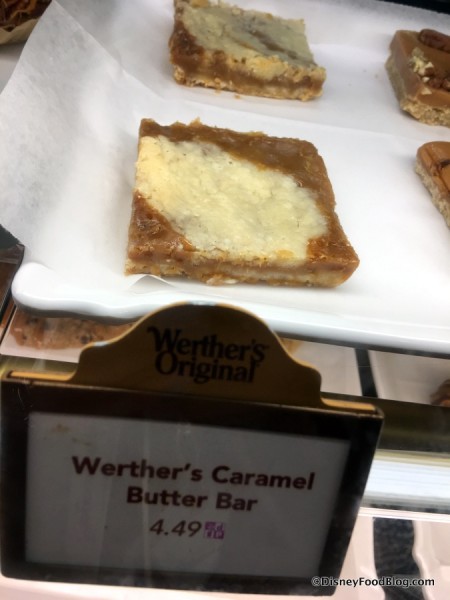 Werther's
Original
Werther's Caramel
Butter Bar
4.49
©DisneyFoodBlog.com